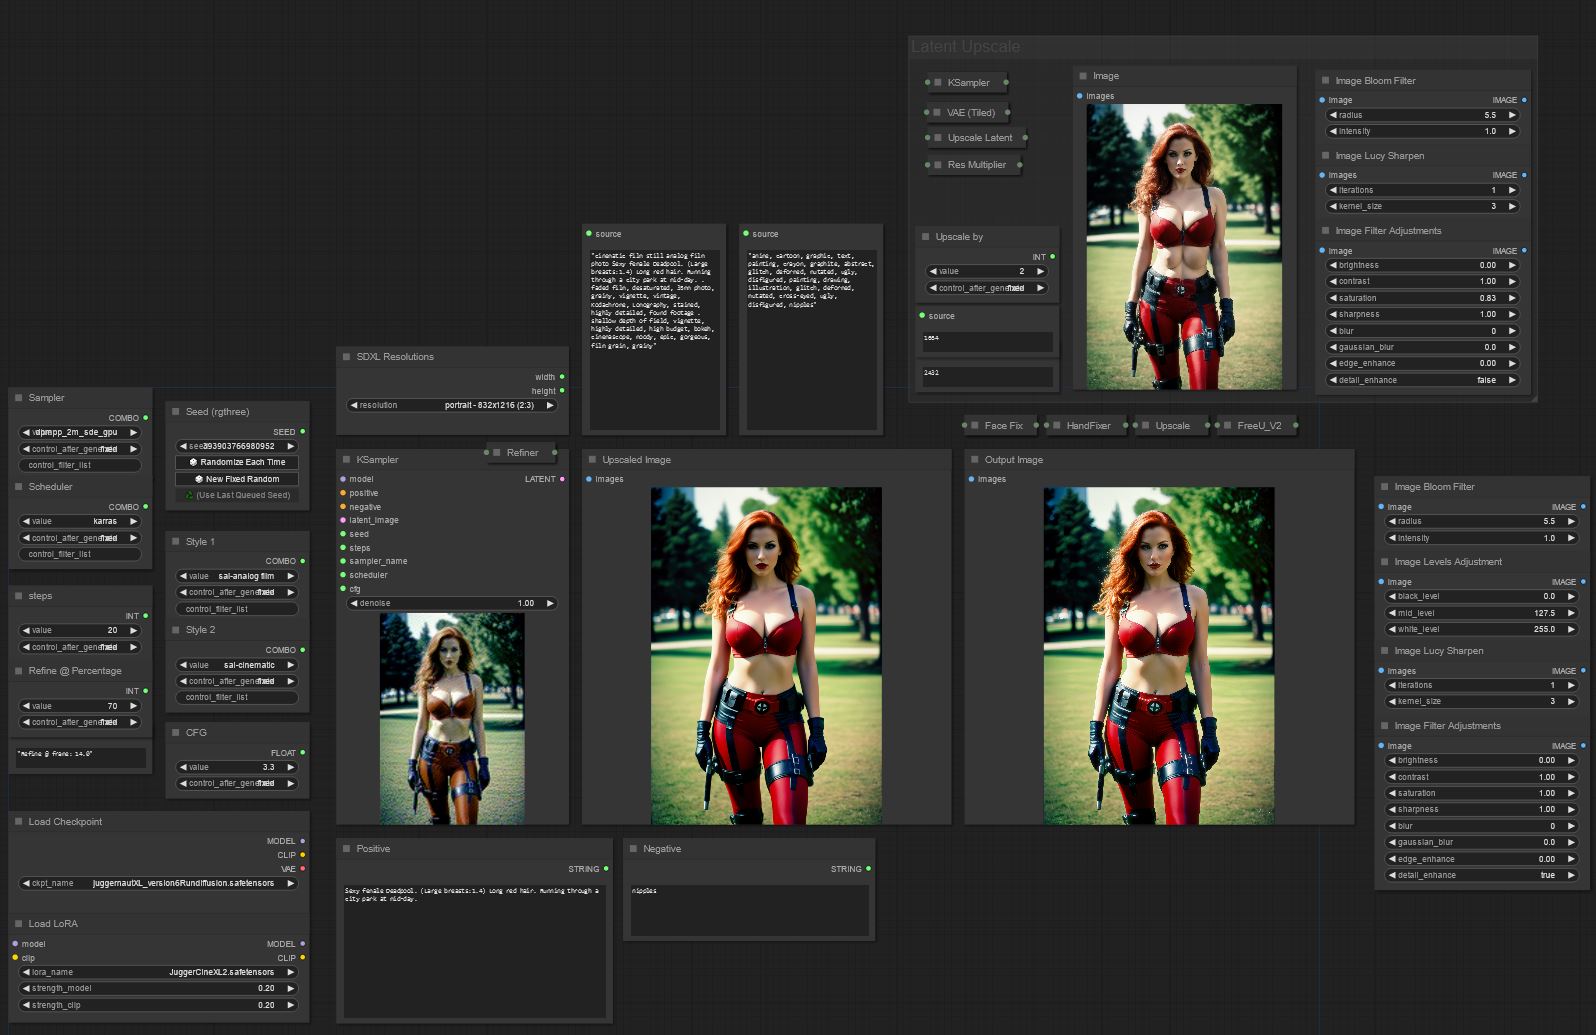 Latent Upscale
KSampler
VAE (Tiled)
Upscale Latent
Res Multiplier
Image
images
Image Bloom Filter
image IMAGE
radius 5.5
intensity 1.0
Image Lucy Sharpen
images IMAGE
iterations 1
kernel_size 3
Image Filter Adjustments
image IMAGE
brightness 0.00
contrast 1.00
saturation 0.83
sharpness 1.00
blur 0
gaussian_blur 0.0
edge_enhance 0.00
detail_enhance false
Upscale by
INT
value 2
control_after_generate fixed
source
1664
2432
source
"cinematic film still analog film
photo Sexy female Deadpool. (Large
breasts:1.4) Long red hair. Running
through a city park at mid-day. .
faded film, desaturated, 35mm photo,
grainy, vignette, vintage,
Kodachrome, Lomography, stained,
highly detailed, found footage .
shallow depth of field, vignette,
highly detailed, high budget, bokeh,
cinemascope, moody, epic, gorgeous,
film grain, grainy"
source
"anime, cartoon, graphic, text,
painting, crayon, graphite, abstract,
glitch, deformed, mutated, ugly,
disfigured, painting, drawing,
illustration, glitch, deformed,
mutated, cross-eyed, ugly,
disfigured, nipples"
SDXL Resolutions
width
height
resolution portrait - 832x1216 (2:3)
Sampler
COMBO
value dpmpp_2m_sde_gpu
control_after_generate fixed
control_filter_list
Scheduler
COMBO
value karras
control_after_generate fixed
control_filter_list
Seed (rgthree)
SEED
seed 393903766980952
Randomize Each Time
New Fixed Random
(Use Last Queued Seed)
Style 1
COMBO
value sai-analog film
control_after_generate fixed
control_filter_list
Style 2
COMBO
value sai-cinematic
control_after_generate fixed
control_filter_list
steps
INT
value 20
control_after_generate fixed
Refine @ Percentage
INT
value 70
control_after_generate fixed
"Refine @ frame: 14.0"
CFG
FLOAT
value 3.3
control_after_generate fixed
Load Checkpoint
MODEL
CLIP
VAE
ckpt_name juggernautXL_version6Rundiffusion.safetensors
Load LoRA
model MODEL
clip CLIP
lora_name JuggerCineXL2.safetensors
strength_model 0.20
strength_clip 0.20
Refiner
KSampler
model LATENT
positive
negative
latent_image
seed
steps
sampler_name
scheduler
cfg
denoise 1.00
Face Fix
HandFixer
Upscale
FreeU_V2
Upscaled Image
images
Output Image
images
Image Bloom Filter
image IMAGE
radius 5.5
intensity 1.0
Image Levels Adjustment
image IMAGE
black_level 0.0
mid_level 127.5
white_level 255.0
Image Lucy Sharpen
images IMAGE
iterations 1
kernel_size 3
Image Filter Adjustments
image IMAGE
brightness 0.00
contrast 1.00
saturation 1.00
sharpness 1.00
blur 0
gaussian_blur 0.0
edge_enhance 0.00
detail_enhance true
Positive
STRING
Sexy female Deadpool. (Large breasts:1.4) Long red hair. Running through a
city park at mid-day.
Negative
STRING
nipples